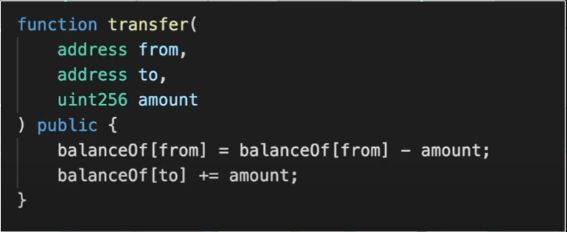 function transfer(
    address from,
    address to,
    uint256 amount
) public {
    balanceOf[from] = balanceOf[from] - amount;
    balanceOf[to] += amount;
}